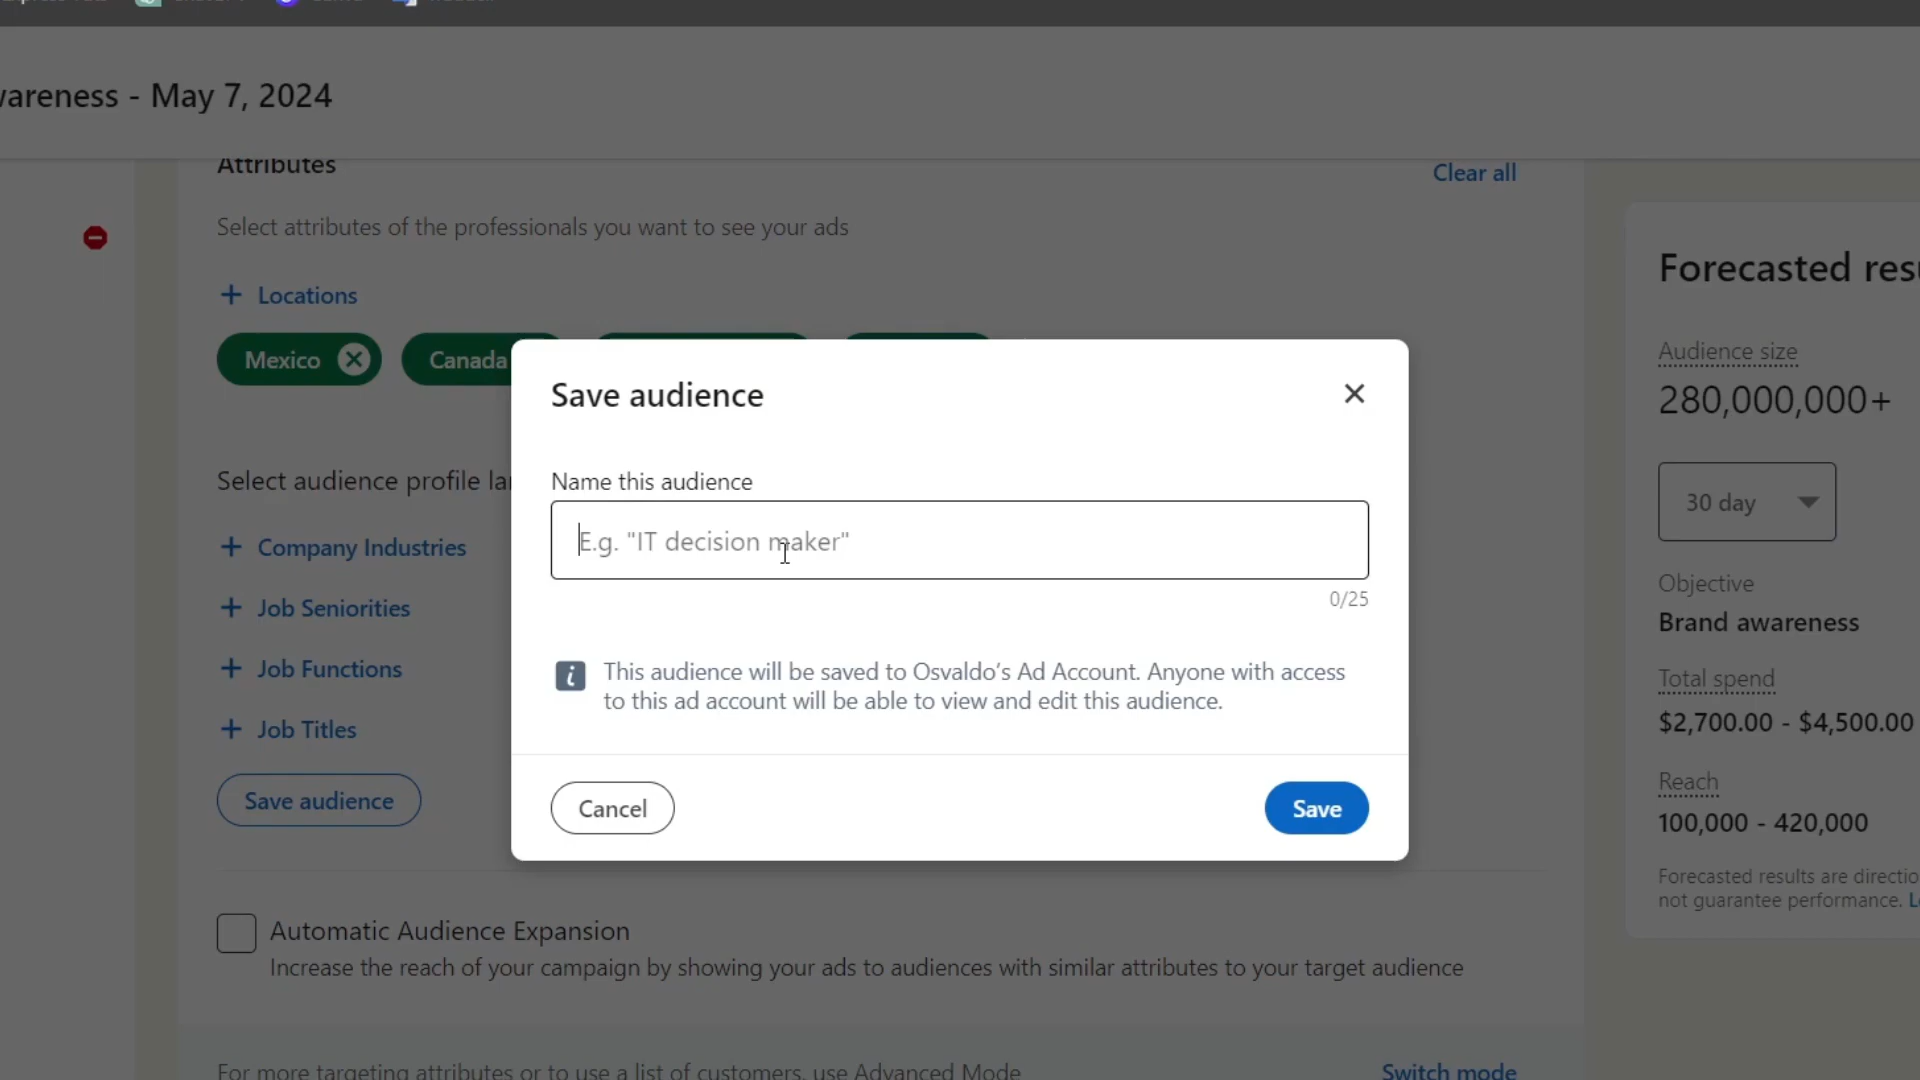 - May 7, 2024
Attributes
Clear all
Select attributes of the professionals you want to see your ads
+ Locations
Mexico
Canada
Save audience
Name this audience
E.g. "IT decision maker"
0/25
This audience will be saved to Osvaldo's Ad Account. Anyone with access
to this ad account will be able to view and edit this audience.
Cancel
Save
Select audience profile
+ Company Industries
+ Job Seniorities
+ Job Functions
+ Job Titles
Save audience
Automatic Audience Expansion
Increase the reach of your campaign by showing your ads to audiences with similar attributes to your target audience
For more targeting attributes or to use a list of customers, use Advanced Mode
Switch mode
Forecasted
Audience size
280,000,000+
30 day
Objective
Brand awareness
Total spend
$2,700.00 - $4,500.00
Reach
100,000 - 420,000
Forecasted results are
not guarantee performance.